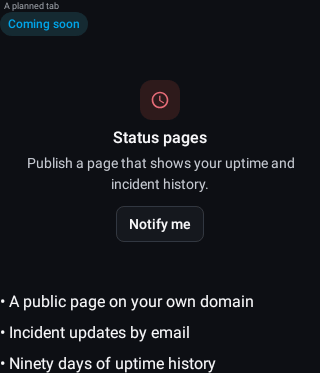 A planned tab
Coming soon
Status pages
Publish a page that shows your uptime and
incident history.
Notify me
• A public page on your own domain
• Incident updates by email
• Ninety days of uptime history